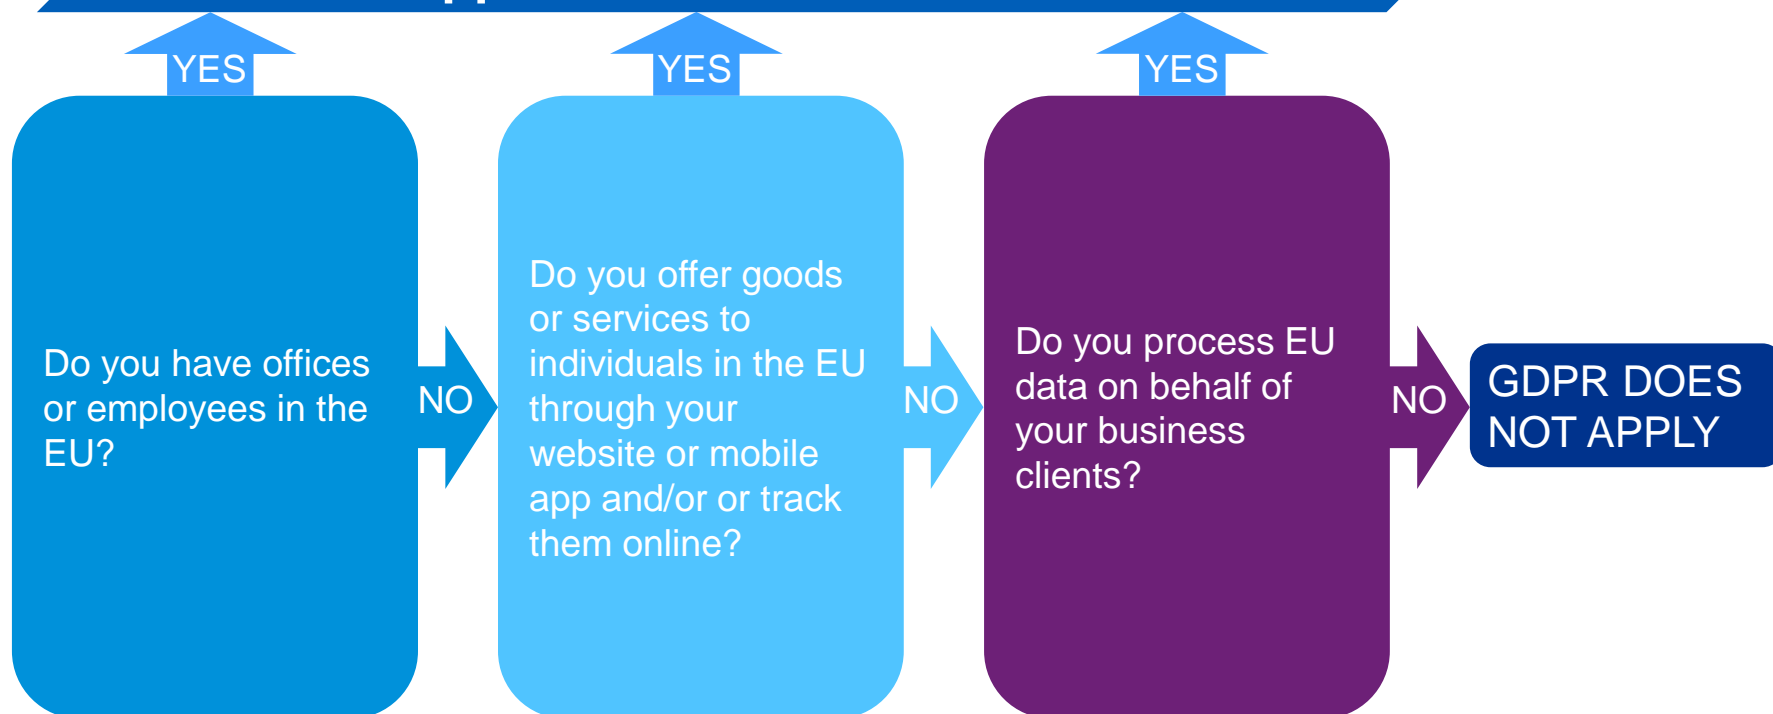 YES
YES
YES
Do you have offices
or employees in the
EU?
NO
Do you offer goods
or services to
individuals in the EU
through your
website or mobile
app and/or or track
them online?
NO
Do you process EU
data on behalf of
your business
clients?
NO
GDPR DOES
NOT APPLY